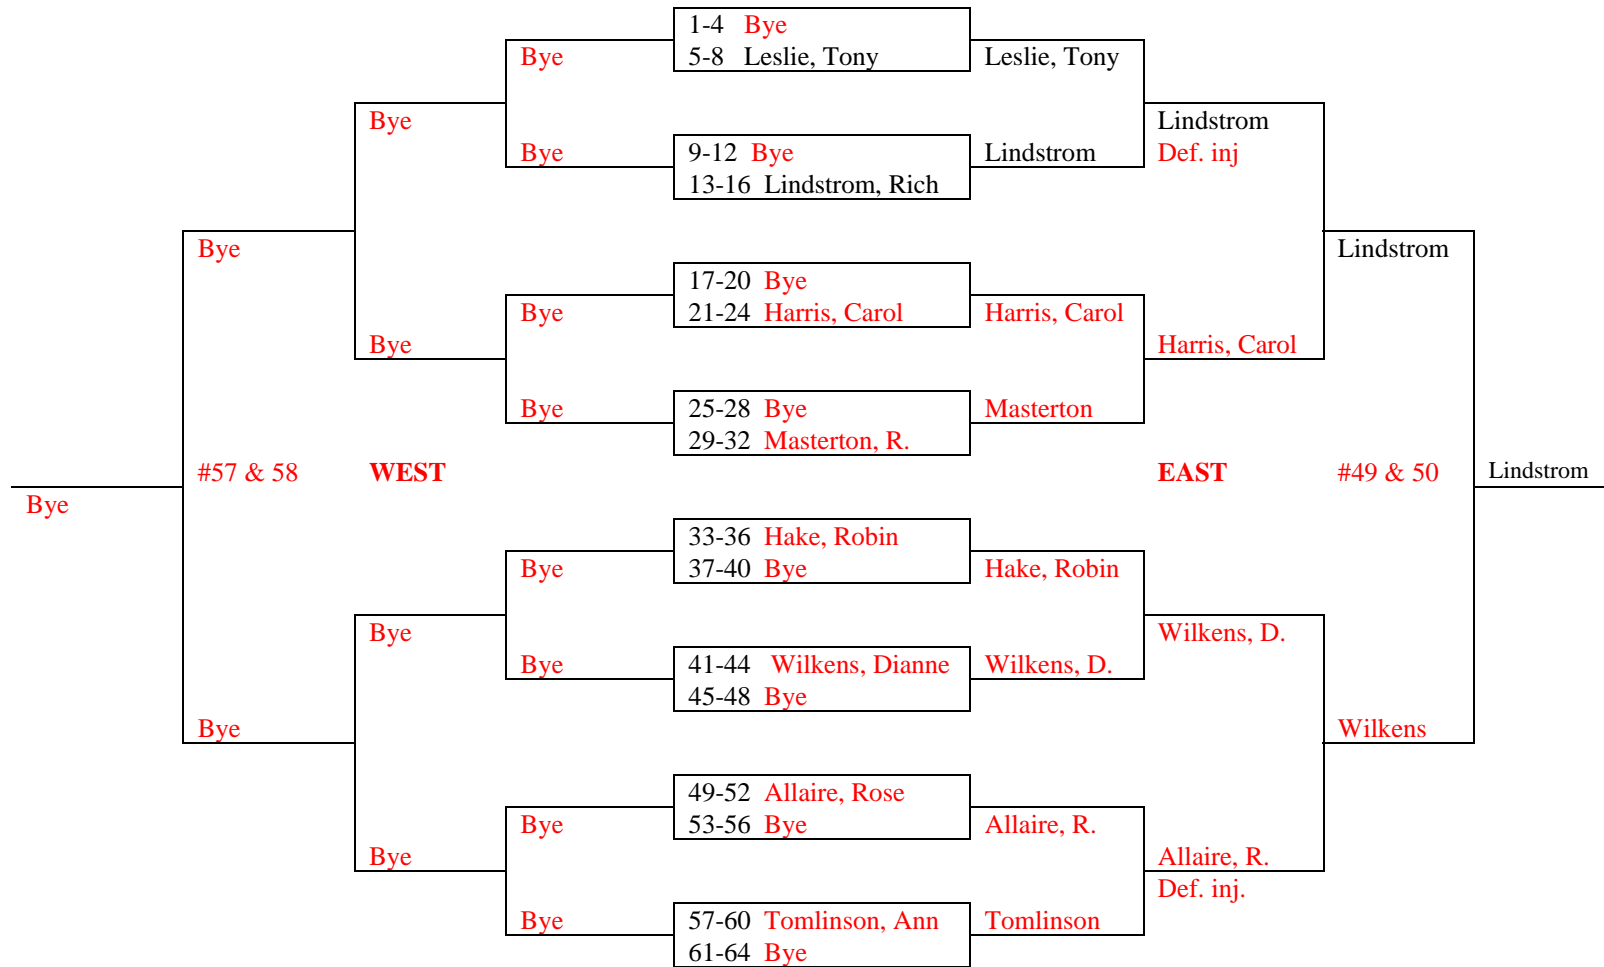 1-4 Bye
Bye 5-8 Leslie, Tony Leslie, Tony
Bye Lindstrom
Bye 9-12 Bye Lindstrom Def. inj
13-16 Lindstrom, Rich
Bye Lindstrom
17-20 Bye
Bye 21-24 Harris, Carol Harris, Carol
Bye Harris, Carol
Bye 25-28 Bye Masterton
29-32 Masterton, R.
#57 & 58 WEST EAST #49 & 50 Lindstrom
Bye
33-36 Hake, Robin
Bye 37-40 Bye Hake, Robin
Bye Wilkens, D.
Bye 41-44 Wilkens, Dianne Wilkens, D.
45-48 Bye
Bye Wilkens
49-52 Allaire, Rose
Bye 53-56 Bye Allaire, R.
Bye Allaire, R.
Def. inj.
Bye 57-60 Tomlinson, Ann Tomlinson
61-64 Bye